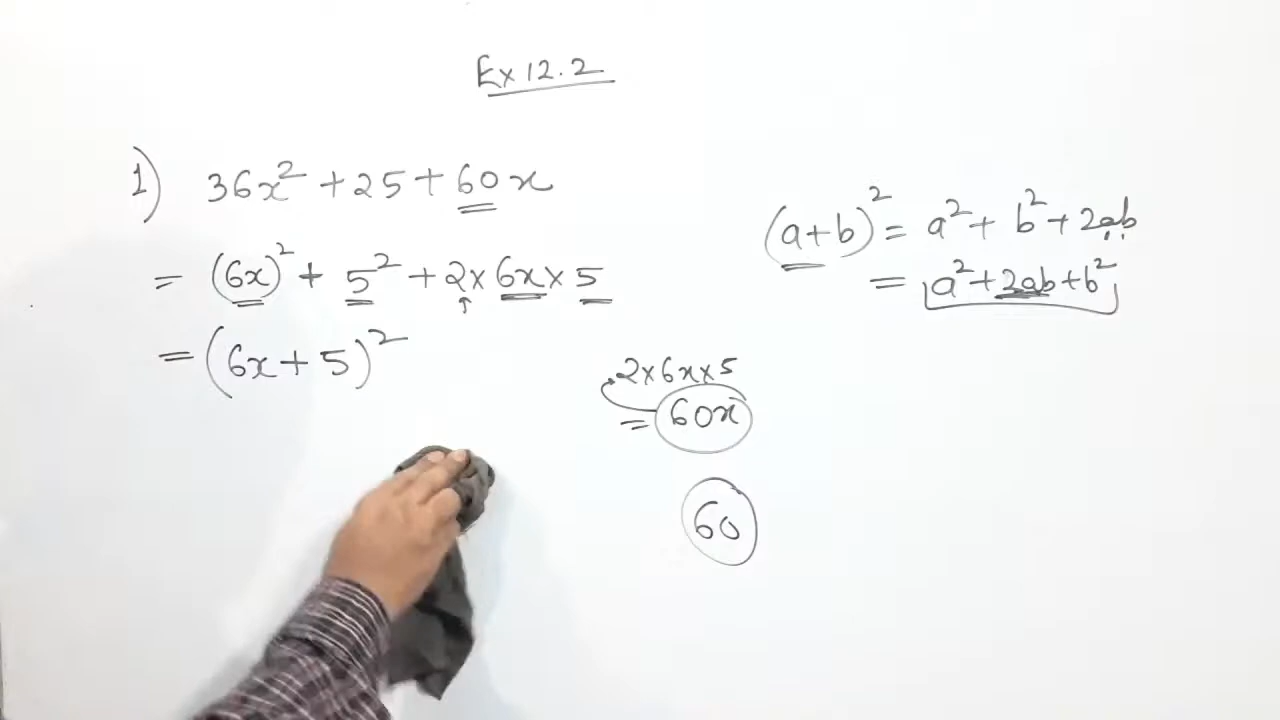 Ex 12.2
1) 36x² + 25 + 60x
= (6x)² + 5² + 2 × 6x × 5
= (6x + 5)²
(a+b)² = a² + b² + 2ab
= a² + 2ab + b²
2×6x×5
= 60x
60